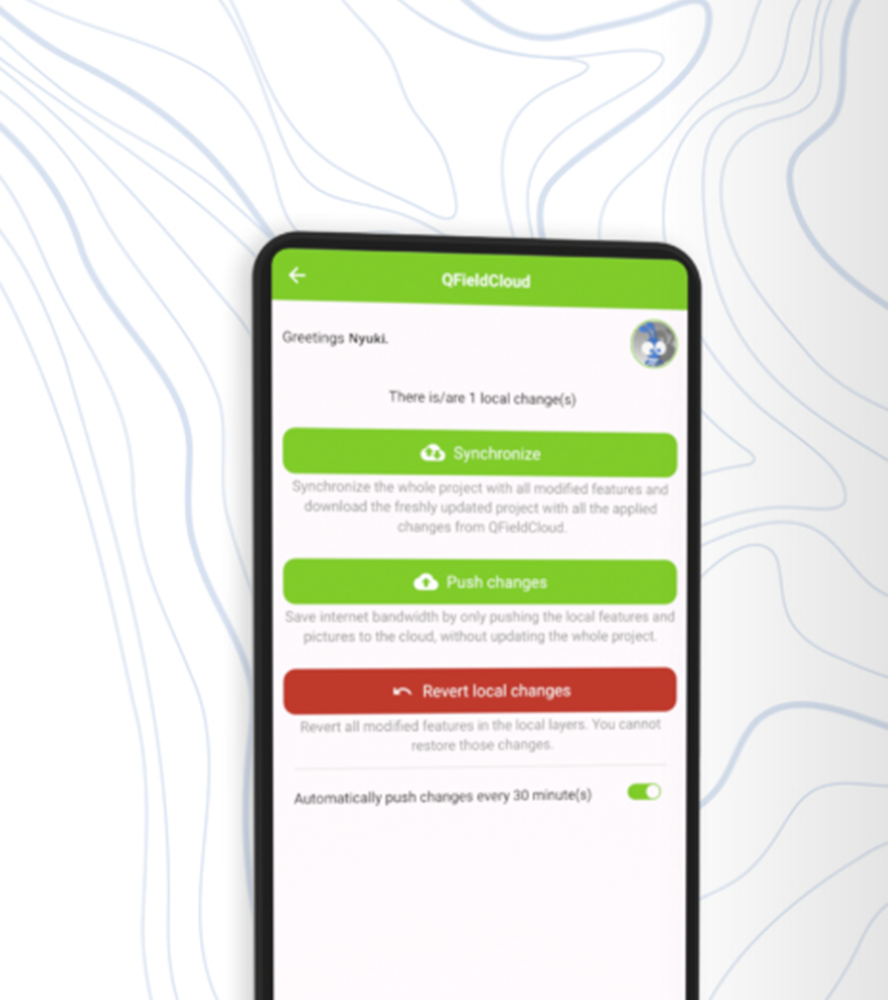 QFieldCloud
Greetings Nyuki.
There is/are 1 local change(s)
Synchronize
Synchronize the whole project with all modified features and
download the freshly updated project with all the applied
changes from QFieldCloud.
Push changes
Save internet bandwidth by only pushing the local features and
pictures to the cloud, without updating the whole project.
Revert local changes
Revert all modified features in the local layers. You cannot
restore those changes.
Automatically push changes every 30 minute(s)